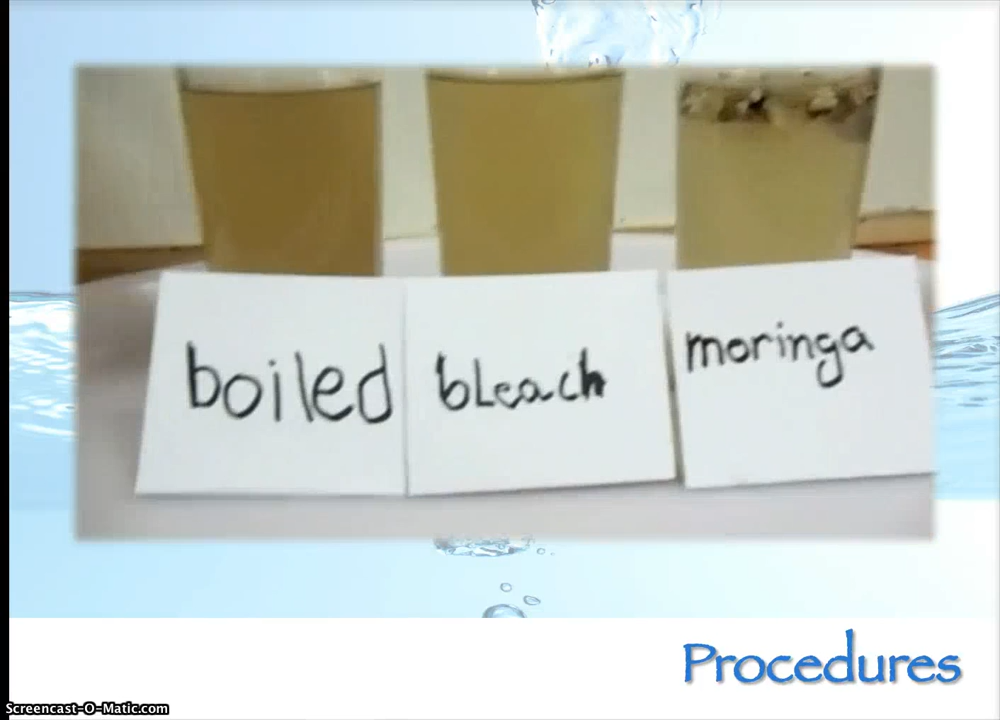 boiled
bleach
moringa
Procedures
Screencast-O-Matic.com